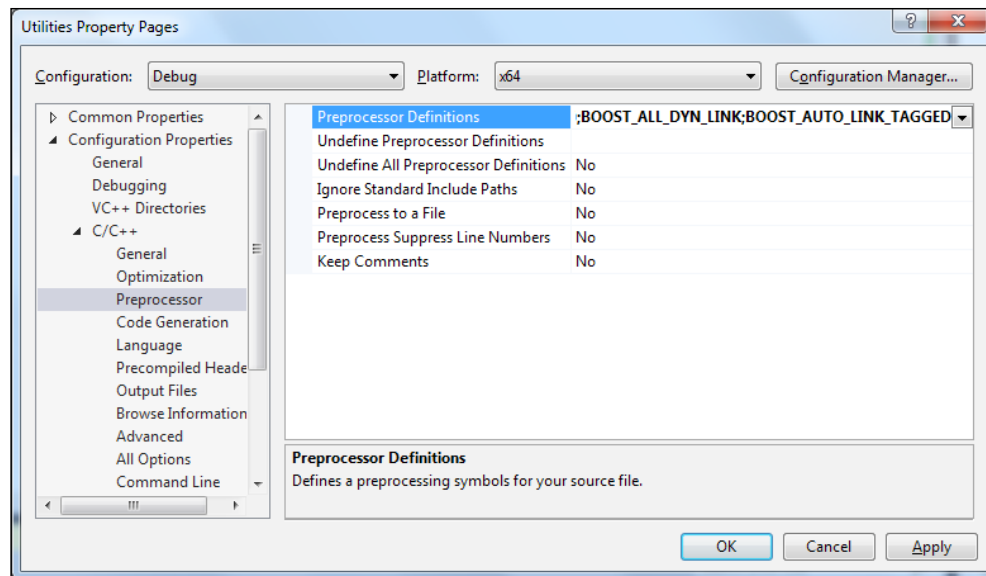 Utilities Property Pages
Configuration: Debug Platform: x64 Configuration Manager...
Common Properties
Configuration Properties
General
Debugging
VC++ Directories
C/C++
General
Optimization
Preprocessor
Code Generation
Language
Precompiled Heade
Output Files
Browse Information
Advanced
All Options
Command Line
Preprocessor Definitions ;BOOST_ALL_DYN_LINK;BOOST_AUTO_LINK_TAGGED
Undefine Preprocessor Definitions
Undefine All Preprocessor Definitions No
Ignore Standard Include Paths No
Preprocess to a File No
Preprocess Suppress Line Numbers No
Keep Comments No
Preprocessor Definitions
Defines a preprocessing symbols for your source file.
OK Cancel Apply